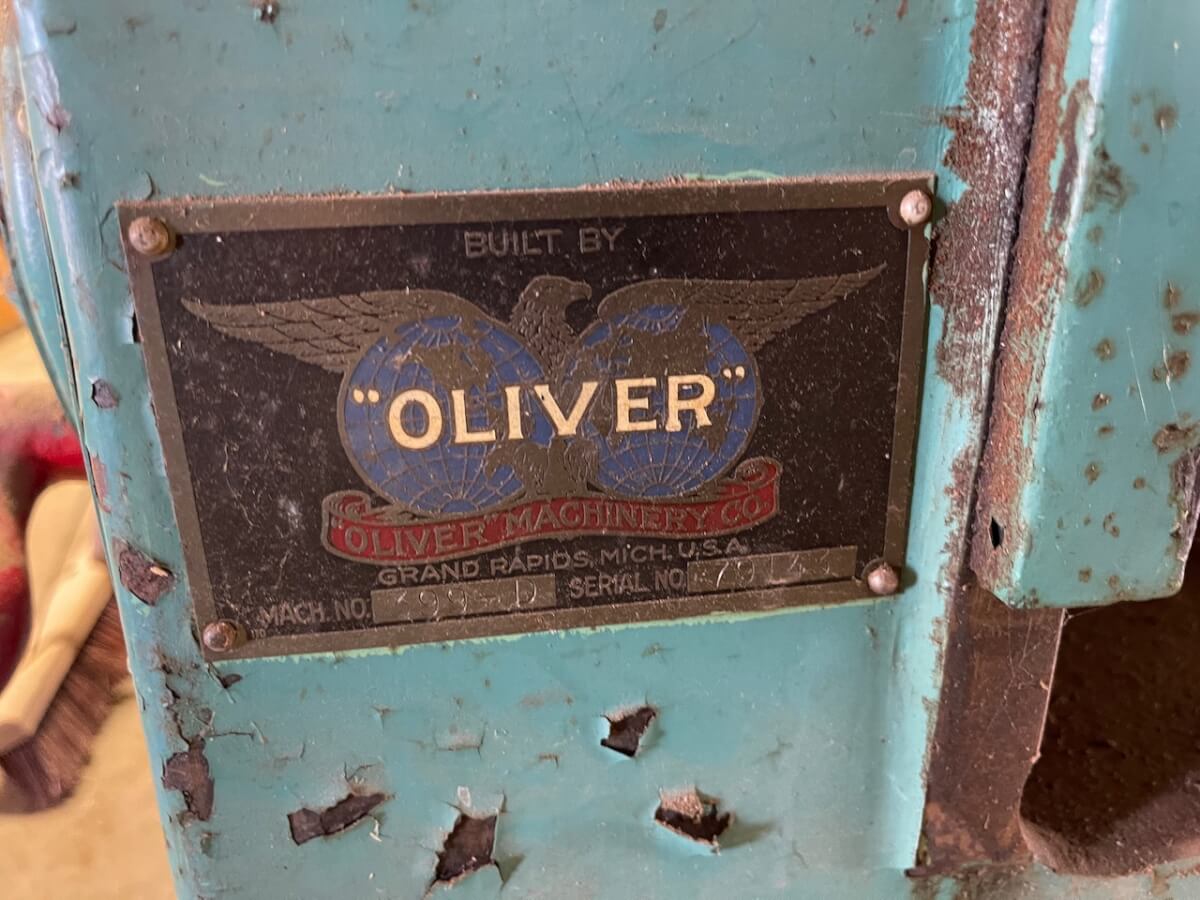 BUILT BY
"OLIVER"
"OLIVER" MACHINERY CO.
GRAND RAPIDS, MICH. U.S.A.
MACH. NO. 399-D SERIAL NO.